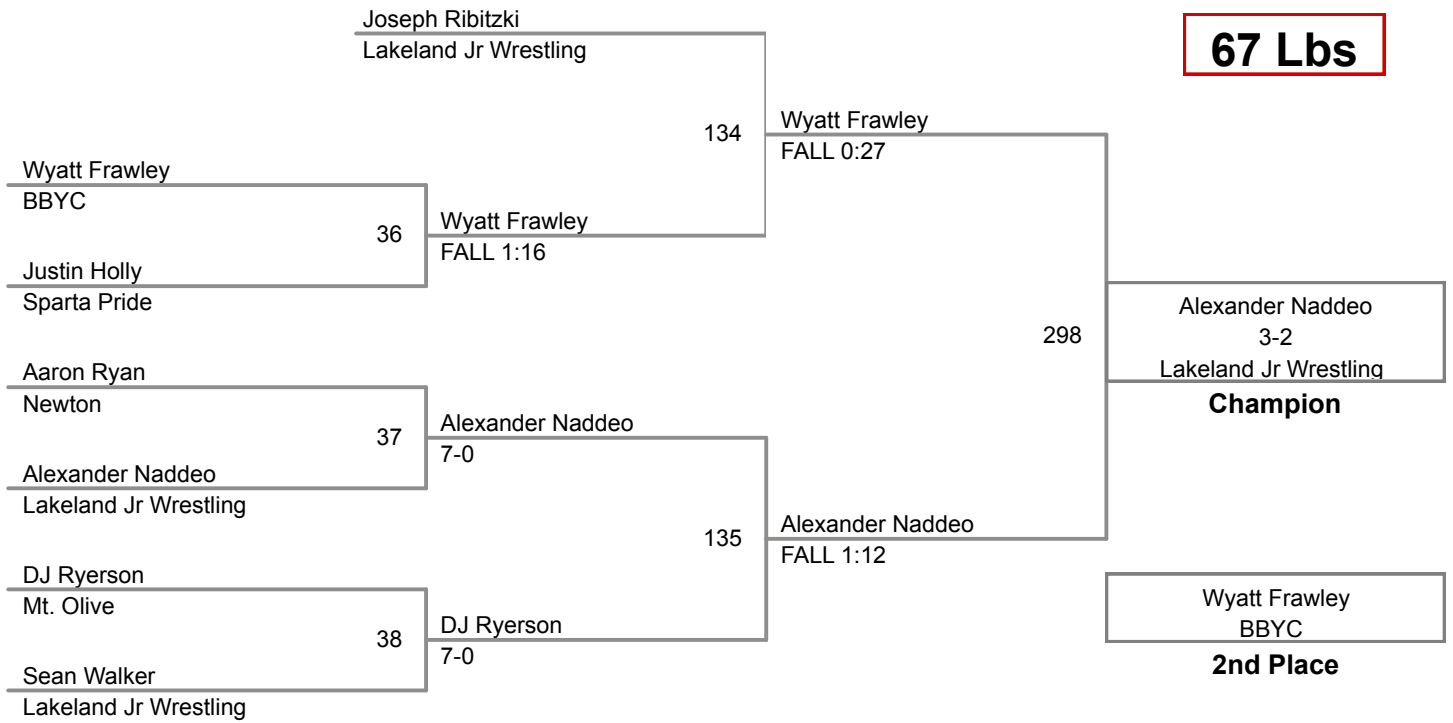 Joseph Ribitzki
Lakeland Jr Wrestling
67 Lbs
134
Wyatt Frawley
FALL 0:27
Wyatt Frawley
BBYC
36
Wyatt Frawley
FALL 1:16
Justin Holly
Sparta Pride
298
Alexander Naddeo
3-2
Lakeland Jr Wrestling
Champion
Aaron Ryan
Newton
37
Alexander Naddeo
7-0
Alexander Naddeo
Lakeland Jr Wrestling
135
Alexander Naddeo
FALL 1:12
DJ Ryerson
Mt. Olive
38
DJ Ryerson
7-0
Sean Walker
Lakeland Jr Wrestling
Wyatt Frawley
BBYC
2nd Place